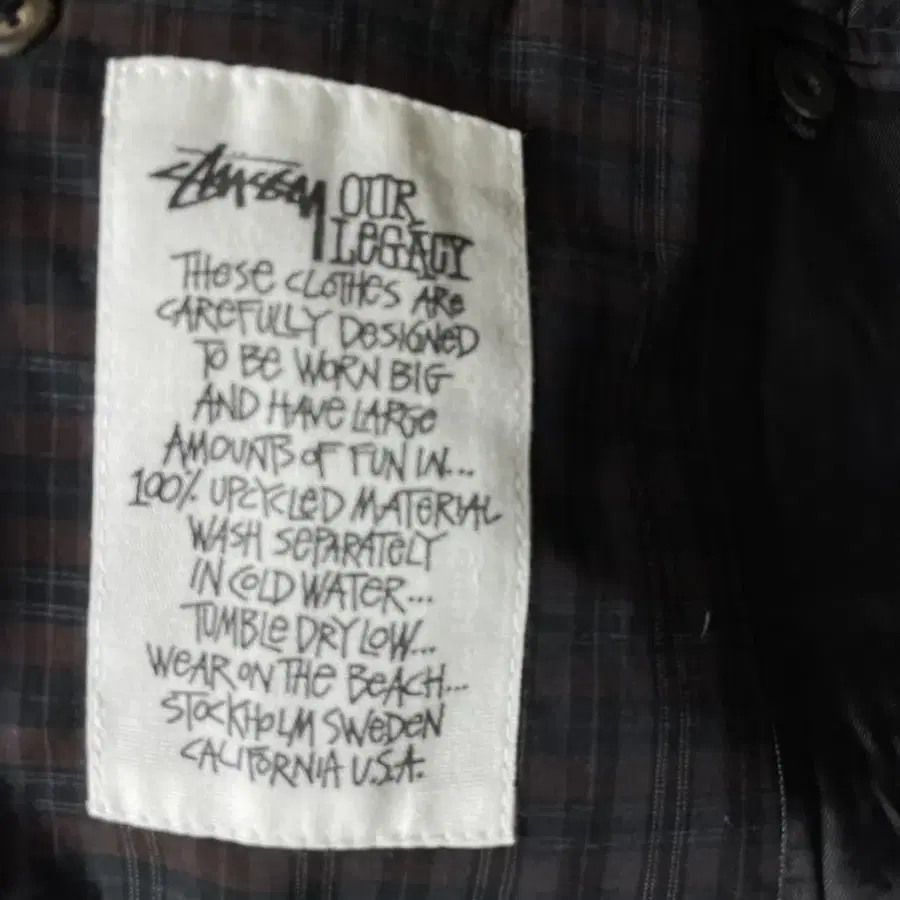 STUSSY OUR LEGACY
THESE CLOTHES ARE
CAREFULLY DESIGNED
TO BE WORN BIG
AND HAVE LARGE
AMOUNTS OF FUN IN...
100% UPCYCLED MATERIAL
WASH SEPARATELY
IN COLD WATER...
TUMBLE DRY LOW...
WEAR ON THE BEACH...
STOCKHOLM SWEDEN
CALIFORNIA U.S.A.